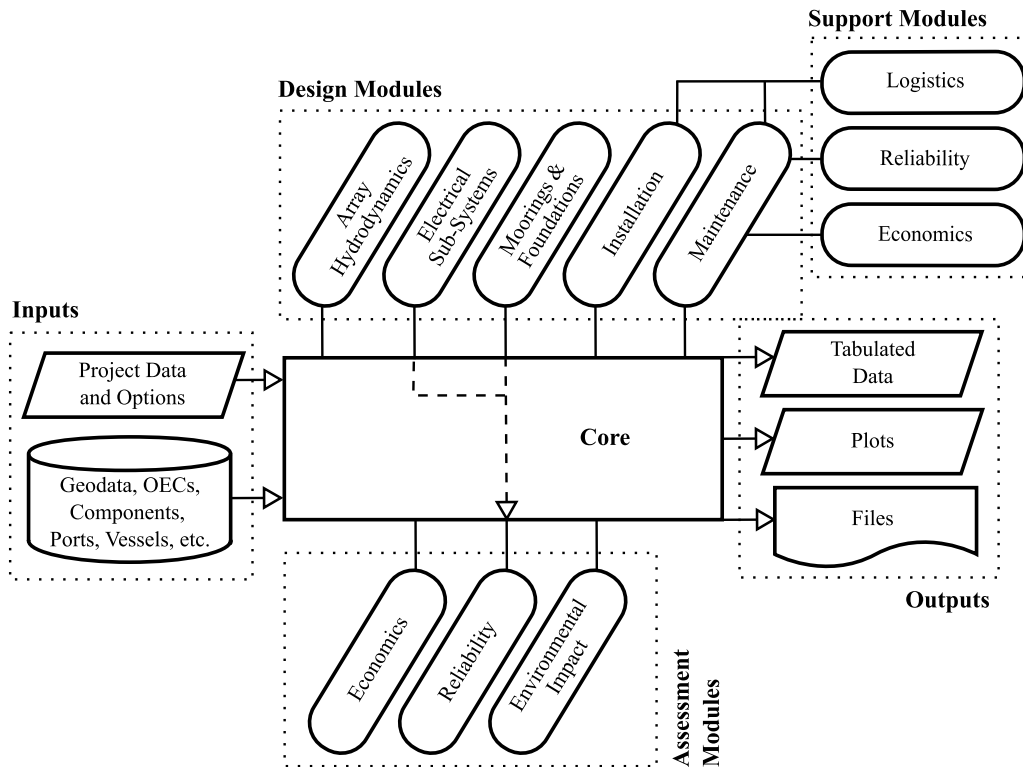 Support Modules
Logistics
Reliability
Economics
Design Modules
Array
Hydrodynamics
Electrical
Sub-Systems
Moorings &
Foundations
Installation
Maintenance
Inputs
Project Data
and Options
Geodata, OECs,
Components,
Ports, Vessels, etc.
Core
Tabulated
Data
Plots
Files
Outputs
Economics
Reliability
Environmental
Impact
Assessment
Modules